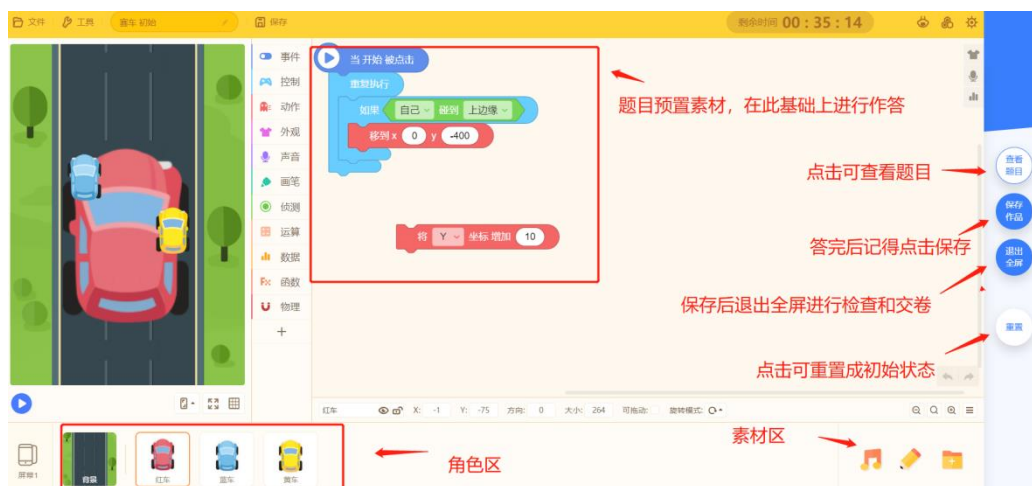 文件 工具 赛车 初始 保存 剩余时间 00 : 35 : 14
事件
控制
动作
外观
声音
画笔
侦测
运算
数据
Fx 函数
物理
+
当 开始 被点击
重复执行
如果 自己 碰到 上边缘
移到 x 0 y -400
将 Y 坐标 增加 10
题目预置素材，在此基础上进行作答
点击可查看题目
查看
题目
答完后记得点击保存
保存
作品
保存后退出全屏进行检查和交卷
退出
全屏
点击可重置成初始状态
重置
红车 X: -1 Y: -75 方向: 0 大小: 264 可拖动: 旋转模式:
屏幕1
背景
红车
蓝车
黄车
角色区
素材区